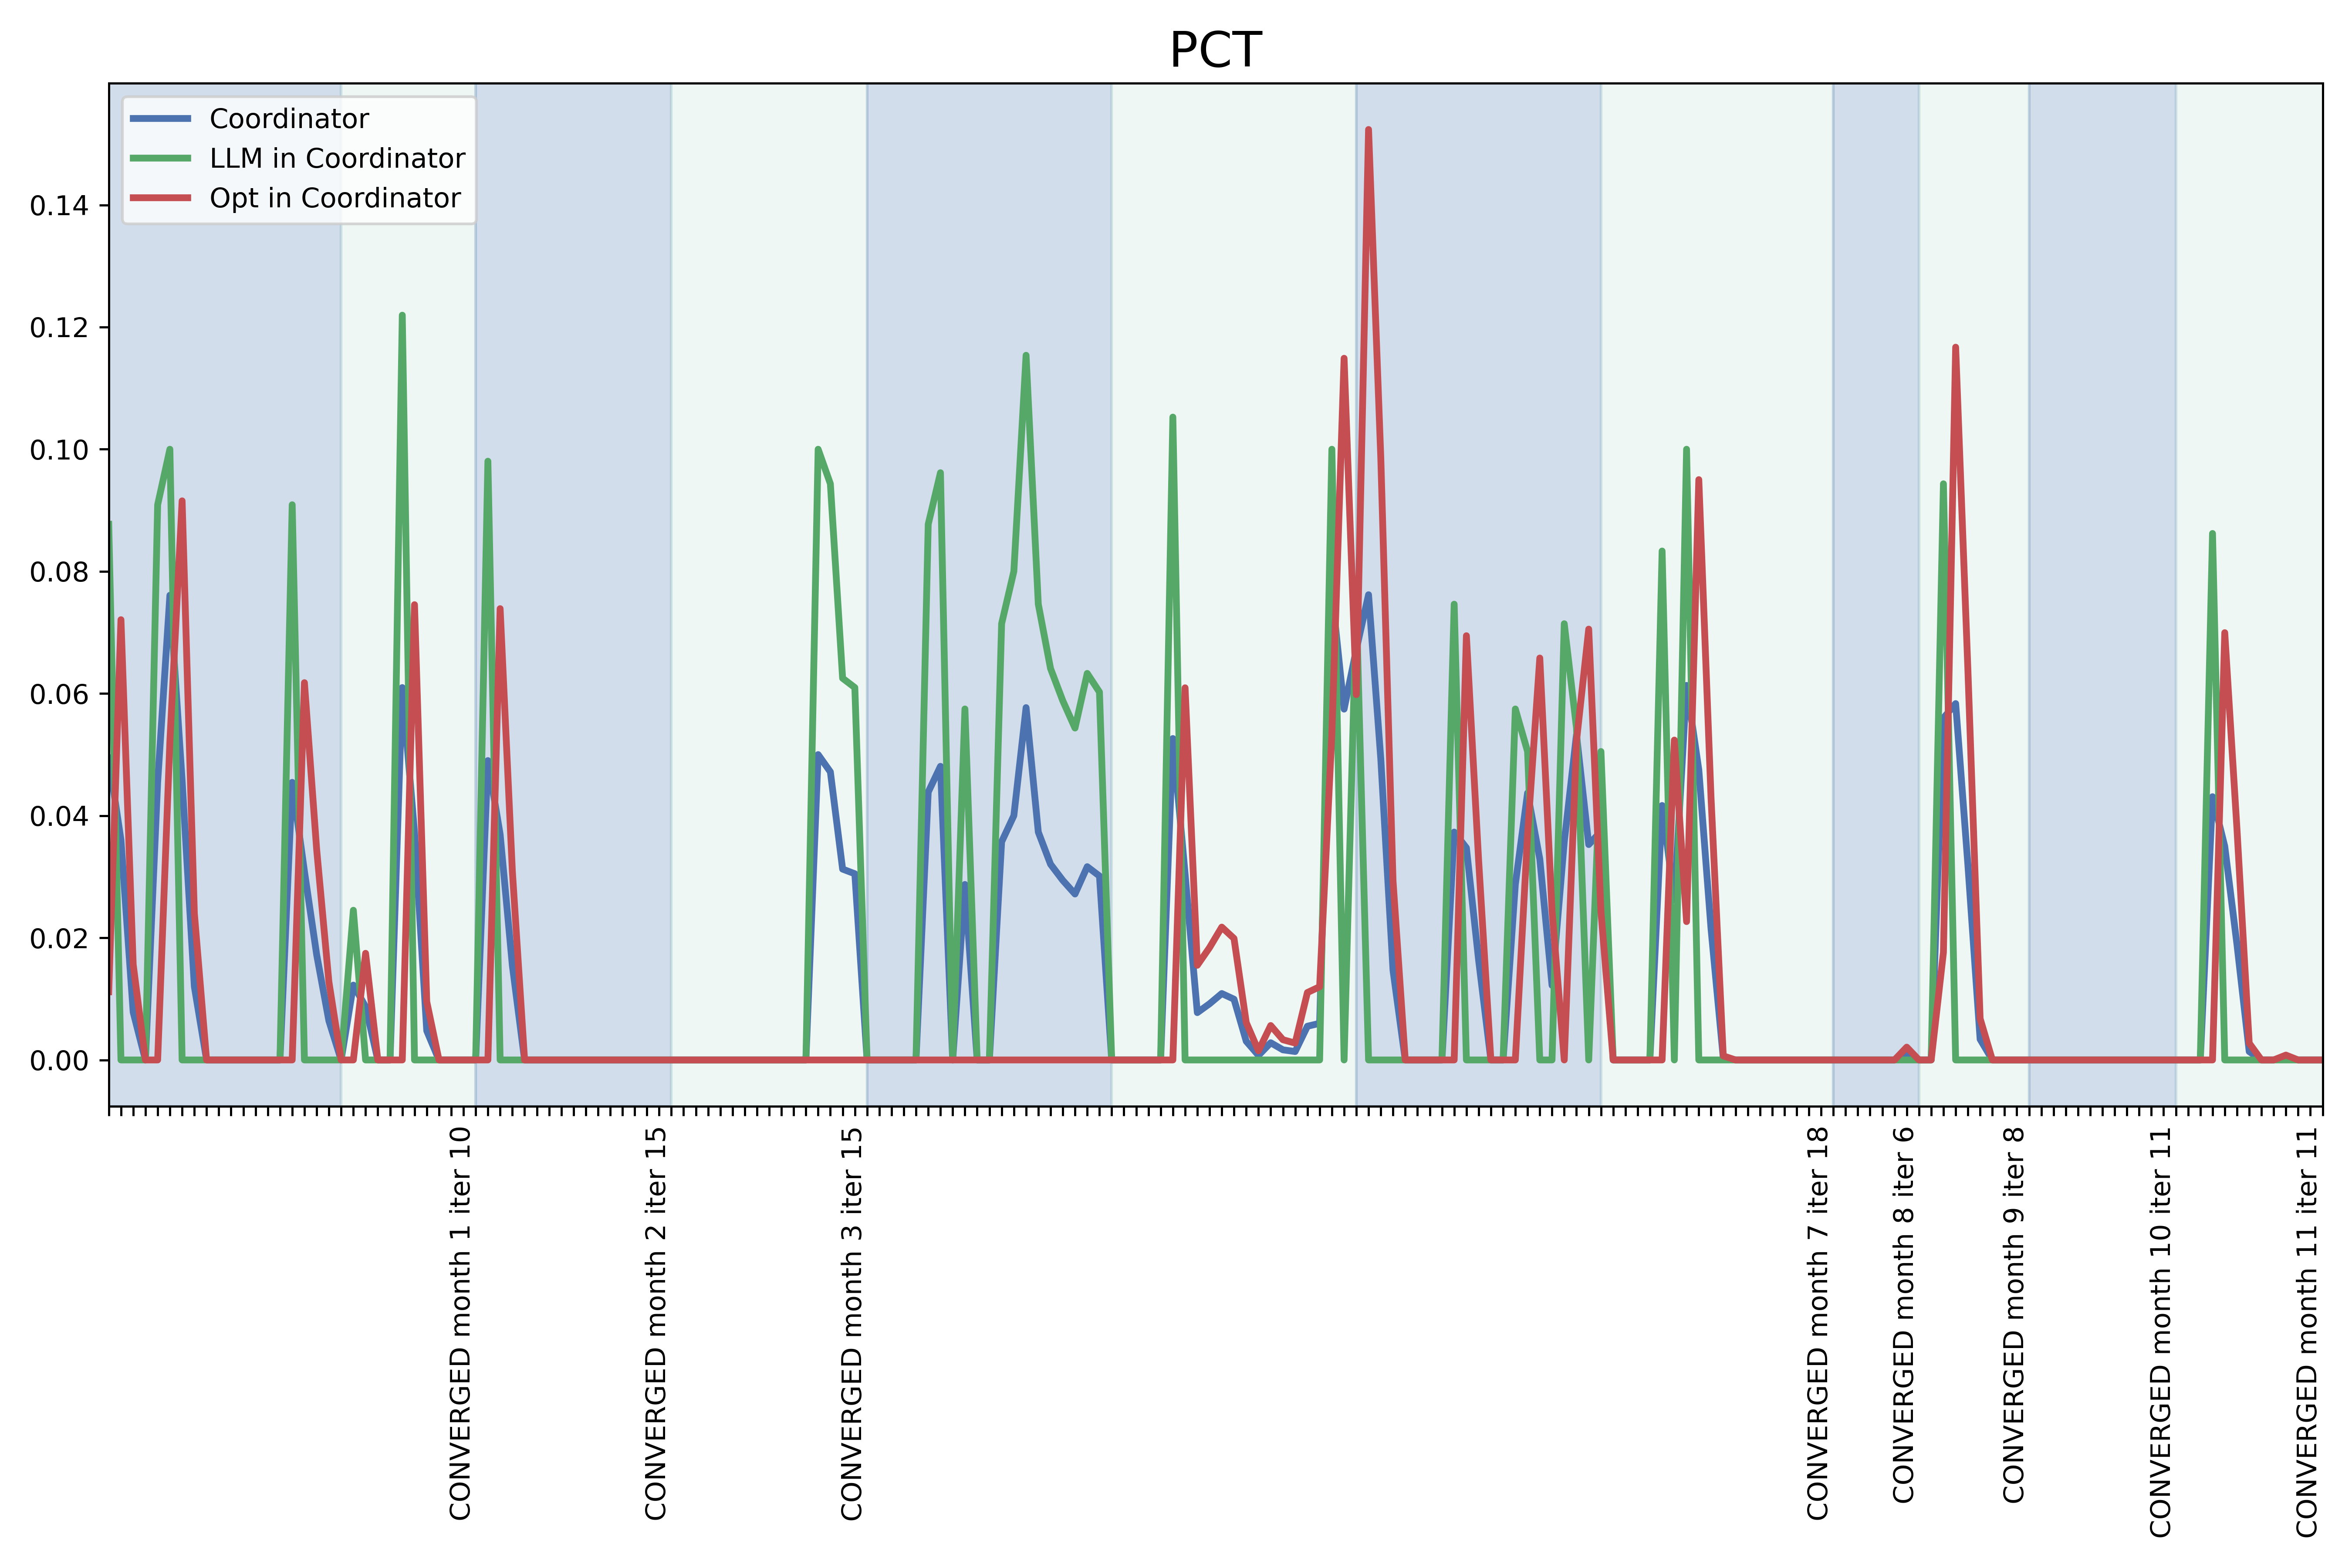 PCT
Coordinator
LLM in Coordinator
Opt in Coordinator
0.14
0.12
0.10
0.08
0.06
0.04
0.02
0.00
CONVERGED month 1 iter 10
CONVERGED month 2 iter 15
CONVERGED month 3 iter 15
CONVERGED month 7 iter 18
CONVERGED month 8 iter 6
CONVERGED month 9 iter 8
CONVERGED month 10 iter 11
CONVERGED month 11 iter 11